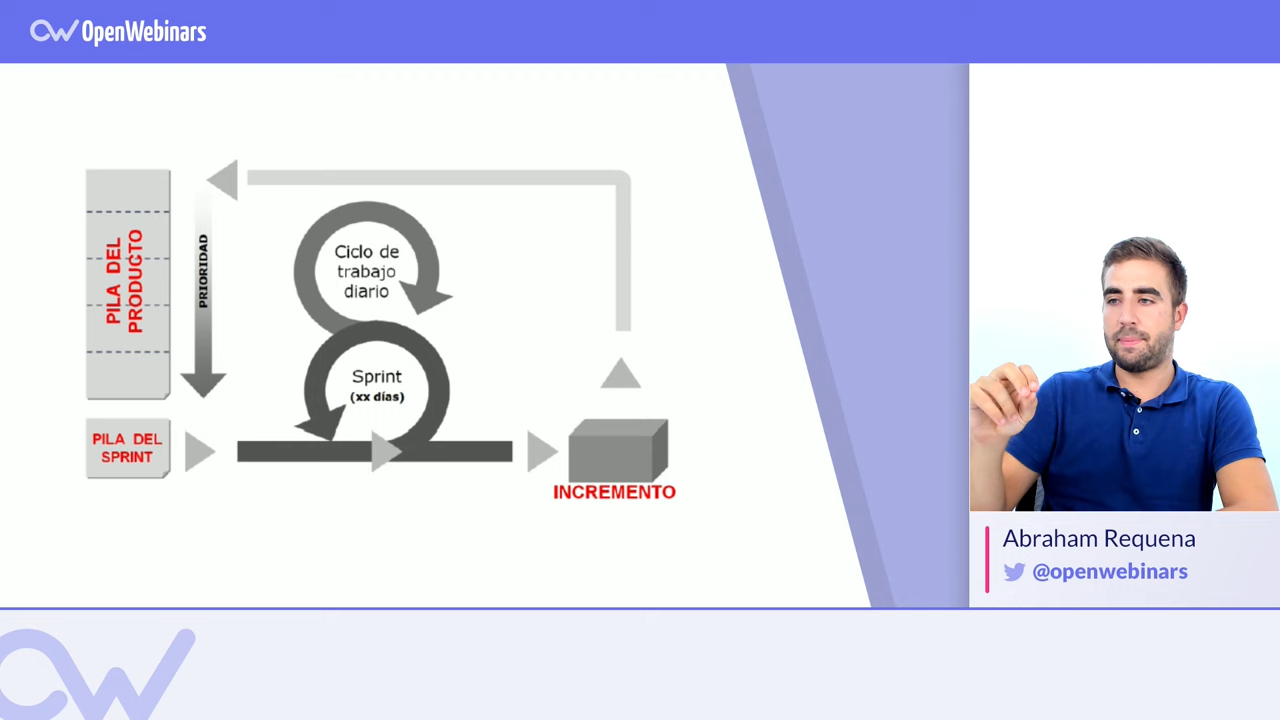 OpenWebinars
PILA DEL
PRODUCTO
PRIORIDAD
Ciclo de
trabajo
diario
Sprint
(xx días)
PILA DEL
SPRINT
INCREMENTO
Abraham Requena
@openwebinars